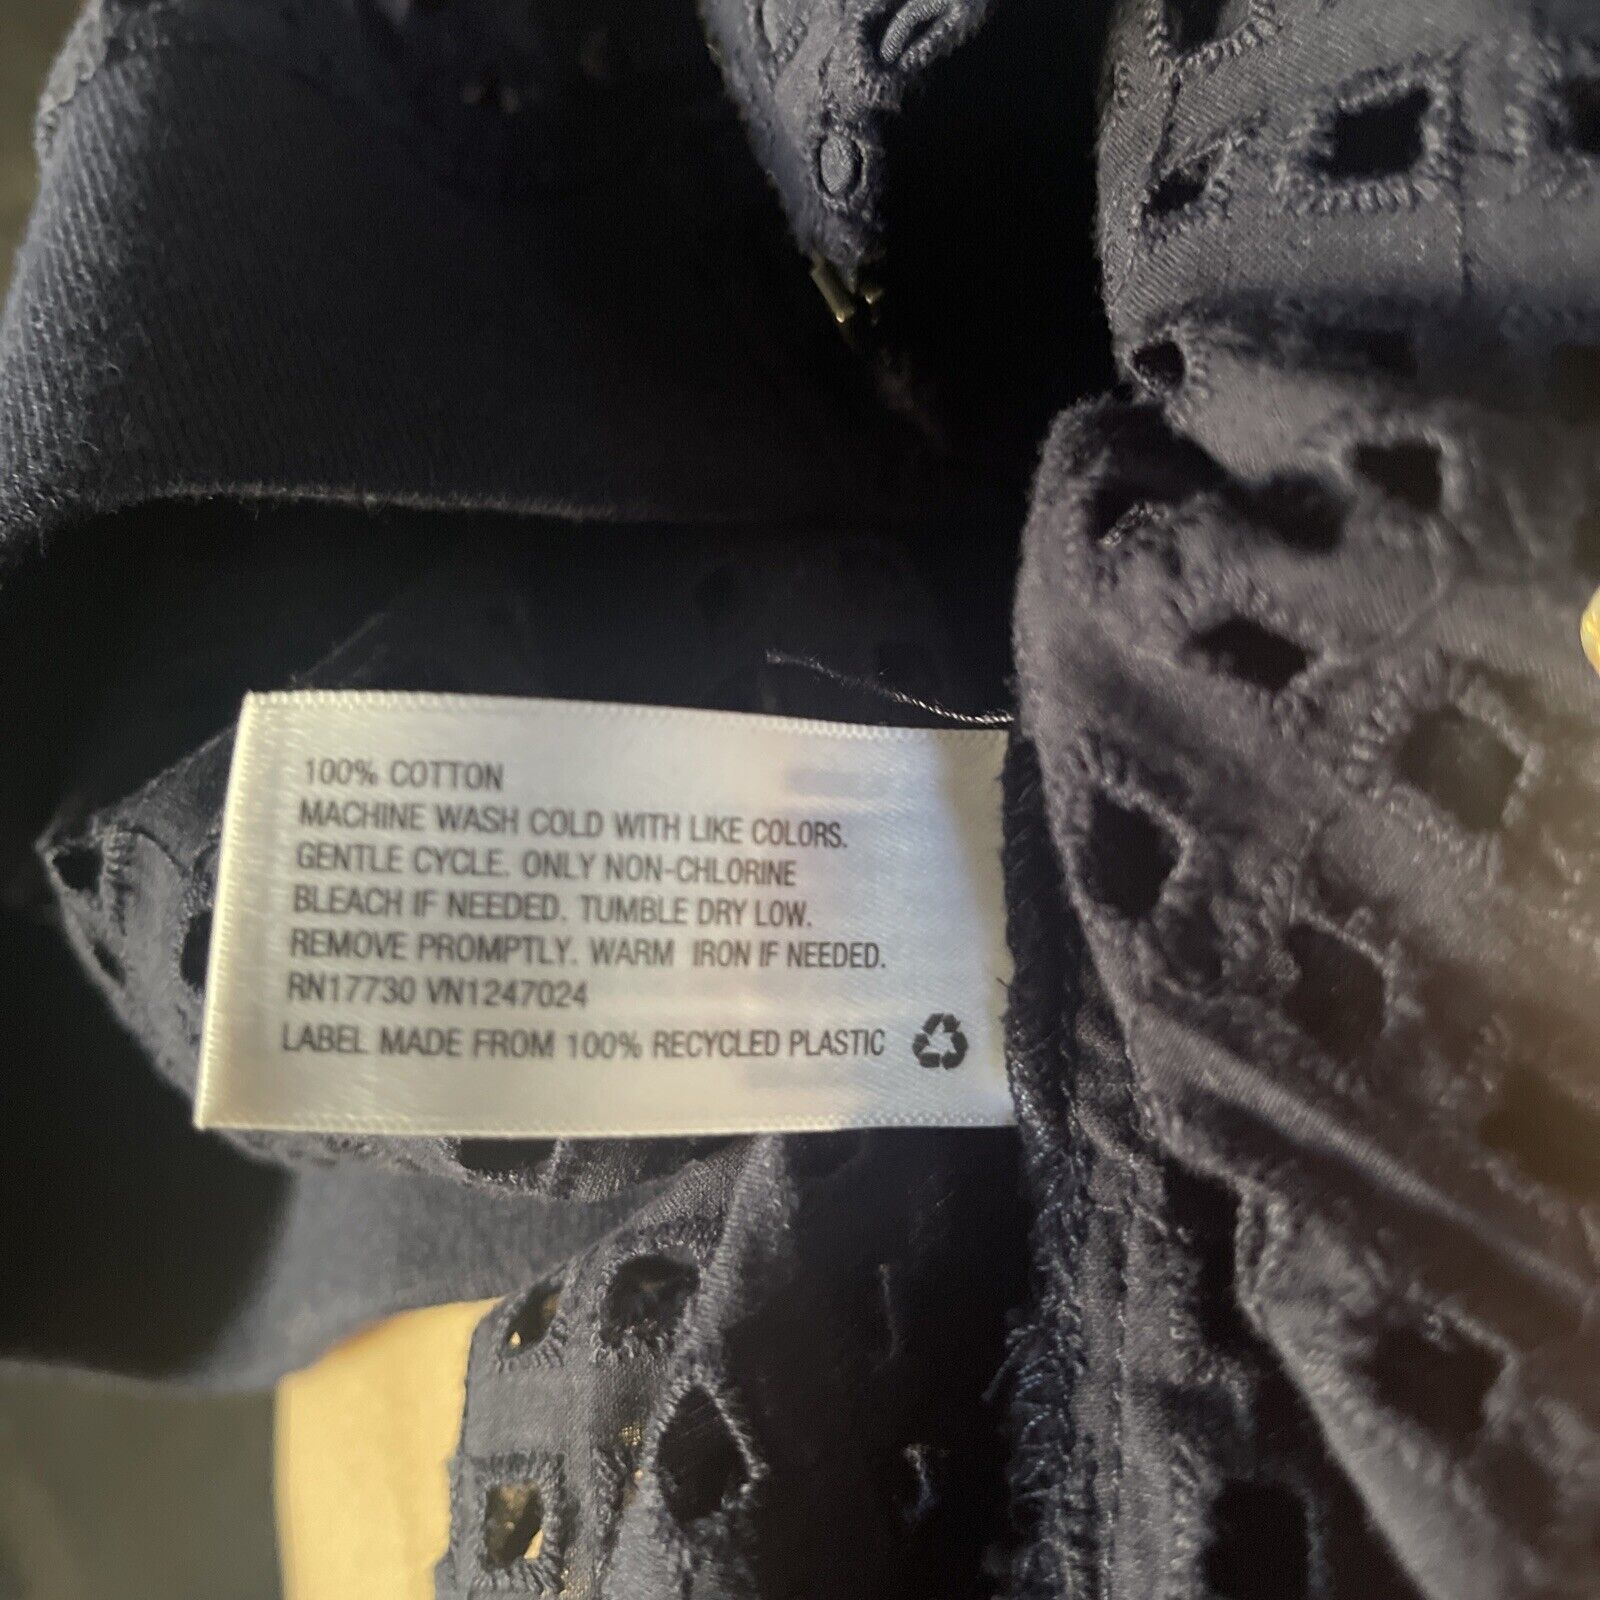 100% COTTON
MACHINE WASH COLD WITH LIKE COLORS.
GENTLE CYCLE. ONLY NON-CHLORINE
BLEACH IF NEEDED. TUMBLE DRY LOW.
REMOVE PROMPTLY. WARM IRON IF NEEDED.
RN17730 VN1247024
LABEL MADE FROM 100% RECYCLED PLASTIC